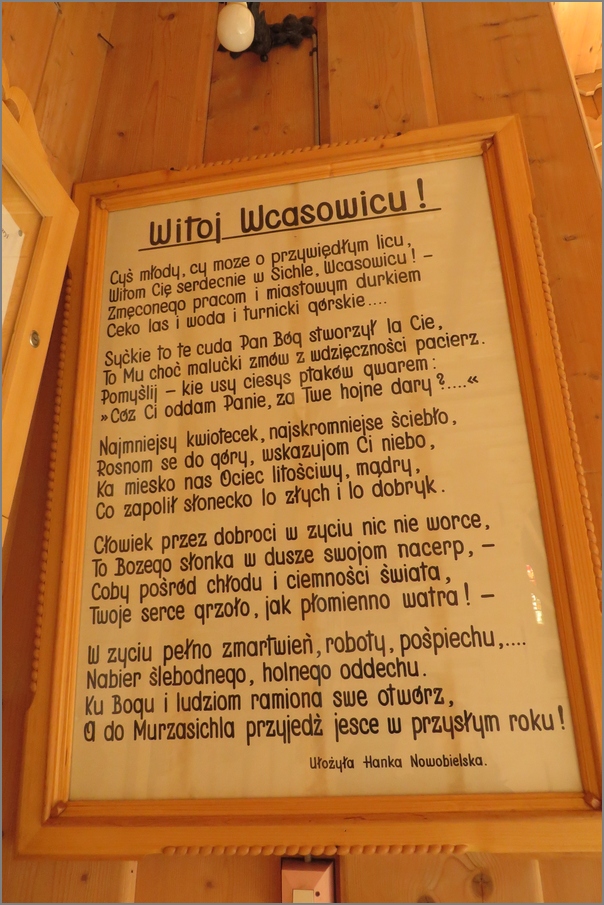 Witoj Wcasowicu!
Cyś młody, cy moze o przywiędłym licu,
Witom Cię serdecnie w Sichle, Wcasowicu! –
Zmęconego pracom i miastowym durkiem
Ceko las i woda i turnicki górskie....
Syćkie to te cuda Pan Bóg stworzył la Cie,
To Mu choć malućki zmów z wdzięczności pacierz.
Pomyślij – kie usy ciesys ptaków gwarem:
»Cóz Ci oddam Panie, za Twe hojne dary?....«
Najmniejsy kwiotecek, najskromniejse ściebło,
Rosnom se do góry, wskazujom Ci niebo,
Ka miesko nas Ociec litościwy, mądry,
Co zapolił słonecko lo złych i lo dobryk.
Cłowiek przez dobroci w zyciu nic nie worce,
To Bozego słonka w dusze swojom nacerp, –
Coby pośród chłodu i ciemności świata,
Twoje serce grzoło, jak płomienno watra! –
W zyciu pełno zmartwień, roboty, pośpiechu,....
Nabier ślebodnego, holnego oddechu.
Ku Bogu i ludziom ramiona swe otwórz,
A do Murzasichla przyjedź jesce w przysłym roku!
Ułożyła Hanka Nowobielska.